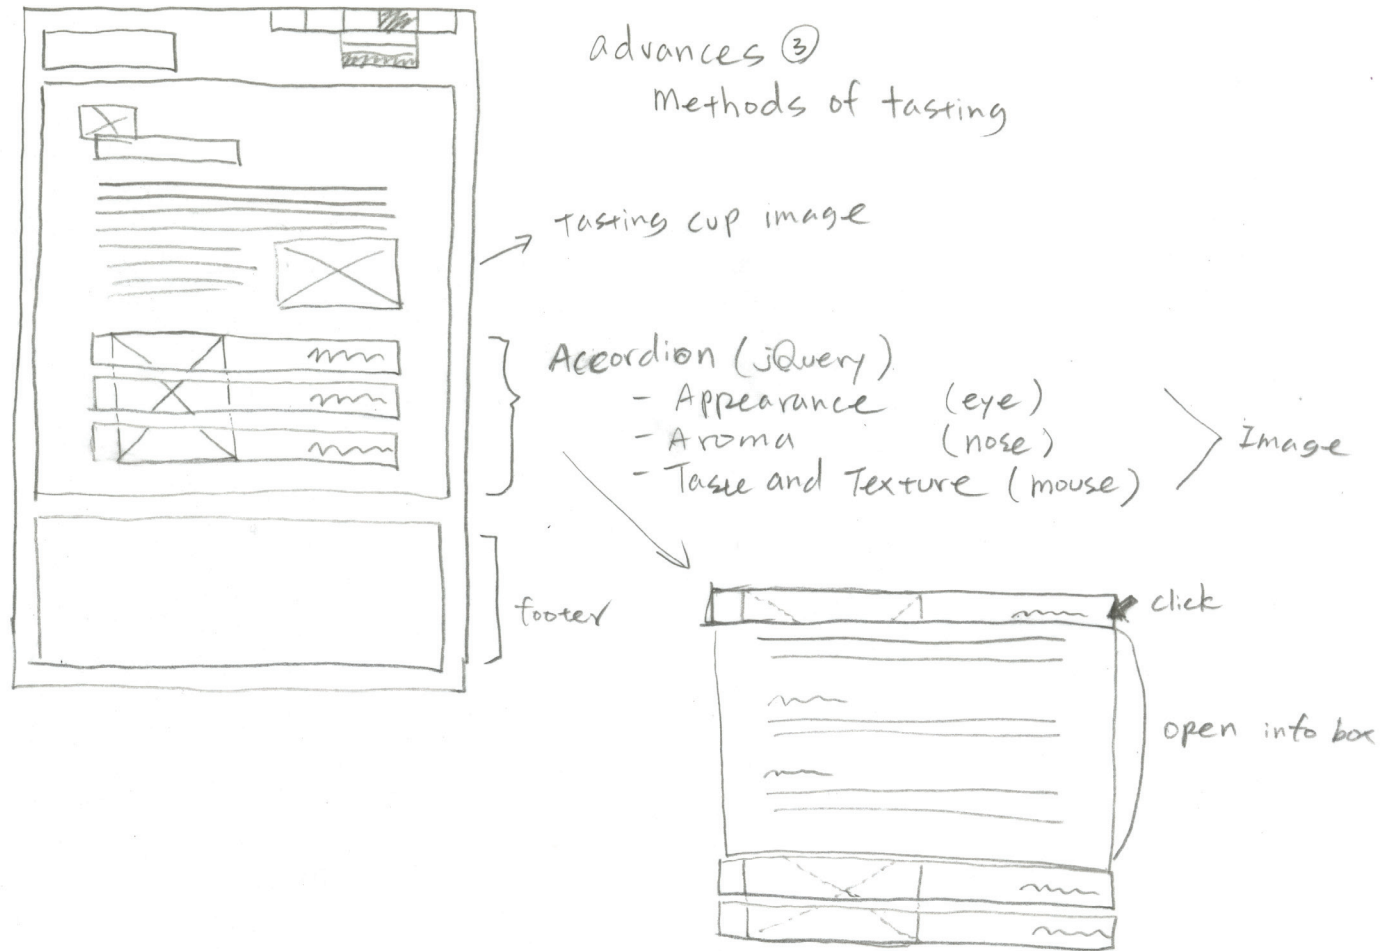 advances ③
Methods of tasting
tasting cup image
Accordion (jQuery)
- Appearance (eye)
- Aroma (nose)
- Taste and Texture (mouse)
Image
footer
click
open info box